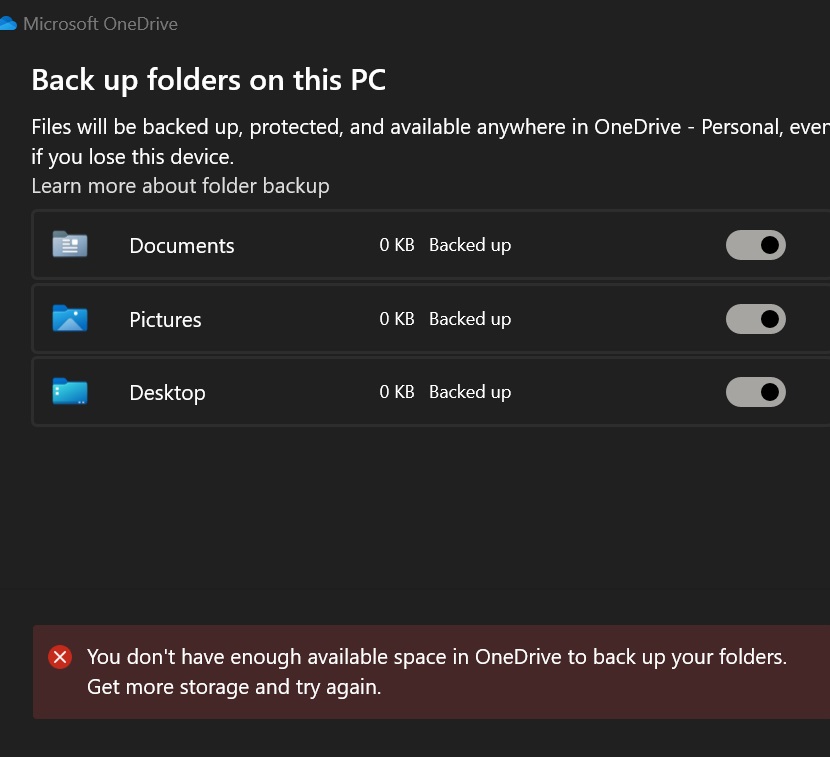 Microsoft OneDrive
Back up folders on this PC
Files will be backed up, protected, and available anywhere in OneDrive - Personal, even
if you lose this device.
Learn more about folder backup
Documents 0 KB Backed up
Pictures 0 KB Backed up
Desktop 0 KB Backed up
You don't have enough available space in OneDrive to back up your folders.
Get more storage and try again.